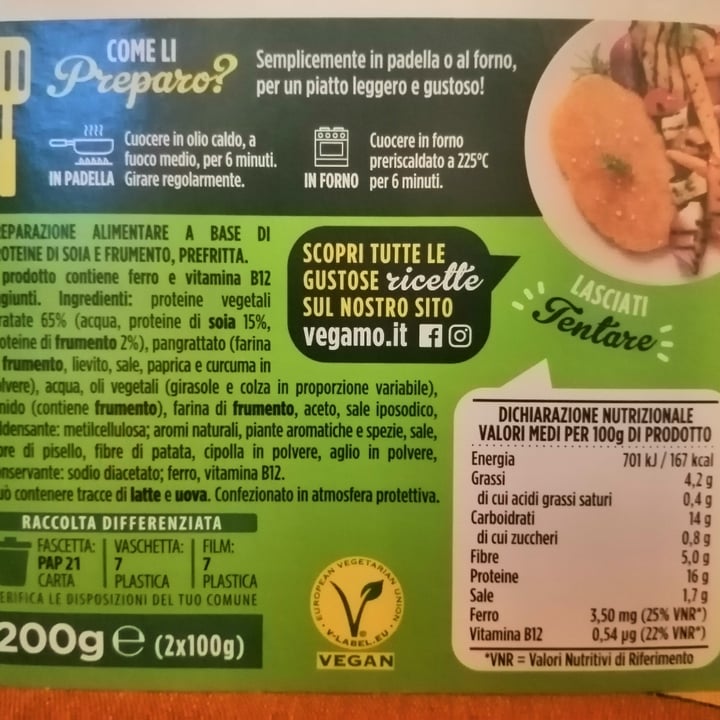 COME LI
Preparo?
Semplicemente in padella o al forno,
per un piatto leggero e gustoso!
IN PADELLA
Cuocere in olio caldo, a
fuoco medio, per 6 minuti.
Girare regolarmente.
IN FORNO
Cuocere in forno
preriscaldato a 225°C
per 6 minuti.
EPARAZIONE ALIMENTARE A BASE DI
OTEINE DI SOIA E FRUMENTO, PREFRITTA.
prodotto contiene ferro e vitamina B12
giunti. Ingredienti: proteine vegetali
ratate 65% (acqua, proteine di soia 15%,
oteine di frumento 2%), pangrattato (farina
frumento, lievito, sale, paprica e curcuma in
lvere), acqua, oli vegetali (girasole e colza in proporzione variabile),
nido (contiene frumento), farina di frumento, aceto, sale iposodico,
ldensante: metilcellulosa; aromi naturali, piante aromatiche e spezie, sale,
bre di pisello, fibre di patata, cipolla in polvere, aglio in polvere,
nservante: sodio diacetato; ferro, vitamina B12.
uò contenere tracce di latte e uova. Confezionato in atmosfera protettiva.
SCOPRI TUTTE LE
GUSTOSE ricette
SUL NOSTRO SITO
vegamo.it
LASCIATI
Tentare
RACCOLTA DIFFERENZIATA
FASCETTA:
PAP 21
CARTA
VASCHETTA:
7
PLASTICA
FILM:
7
PLASTICA
ERIFICA LE DISPOSIZIONI DEL TUO COMUNE
200g e (2x100g)
EUROPEAN VEGETARIAN UNION
V-LABEL.EU
VEGAN
DICHIARAZIONE NUTRIZIONALE
VALORI MEDI PER 100g DI PRODOTTO
Energia 701 kJ / 167 kcal
Grassi 4,2 g
di cui acidi grassi saturi 0,4 g
Carboidrati 14 g
di cui zuccheri 0,8 g
Fibre 5,0 g
Proteine 16 g
Sale 1,7 g
Ferro 3,50 mg (25% VNR*)
Vitamina B12 0,54 µg (22% VNR*)
*VNR = Valori Nutritivi di Riferimento